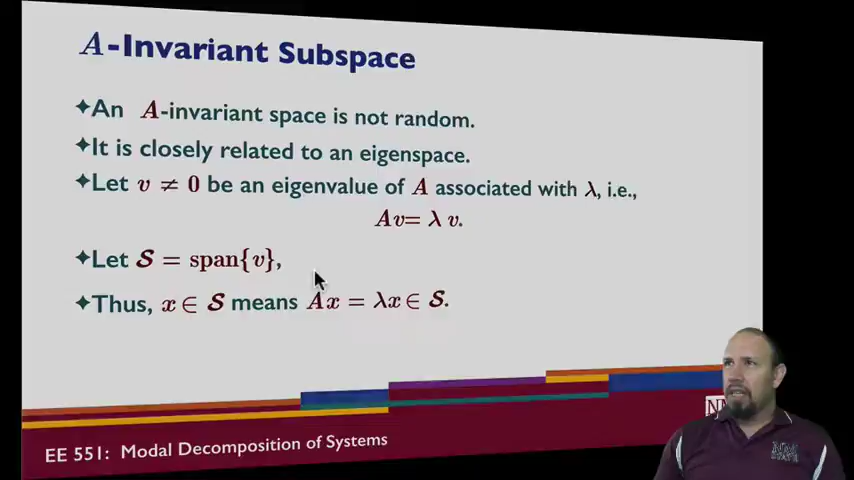 A-Invariant Subspace
✦An A-invariant space is not random.
✦It is closely related to an eigenspace.
✦Let v ≠ 0 be an eigenvalue of A associated with λ, i.e.,
Av= λ v.
✦Let 𝓢 = span{v},
✦Thus, x ∈ 𝓢 means Ax = λx ∈ 𝓢.
EE 551: Modal Decomposition of Systems